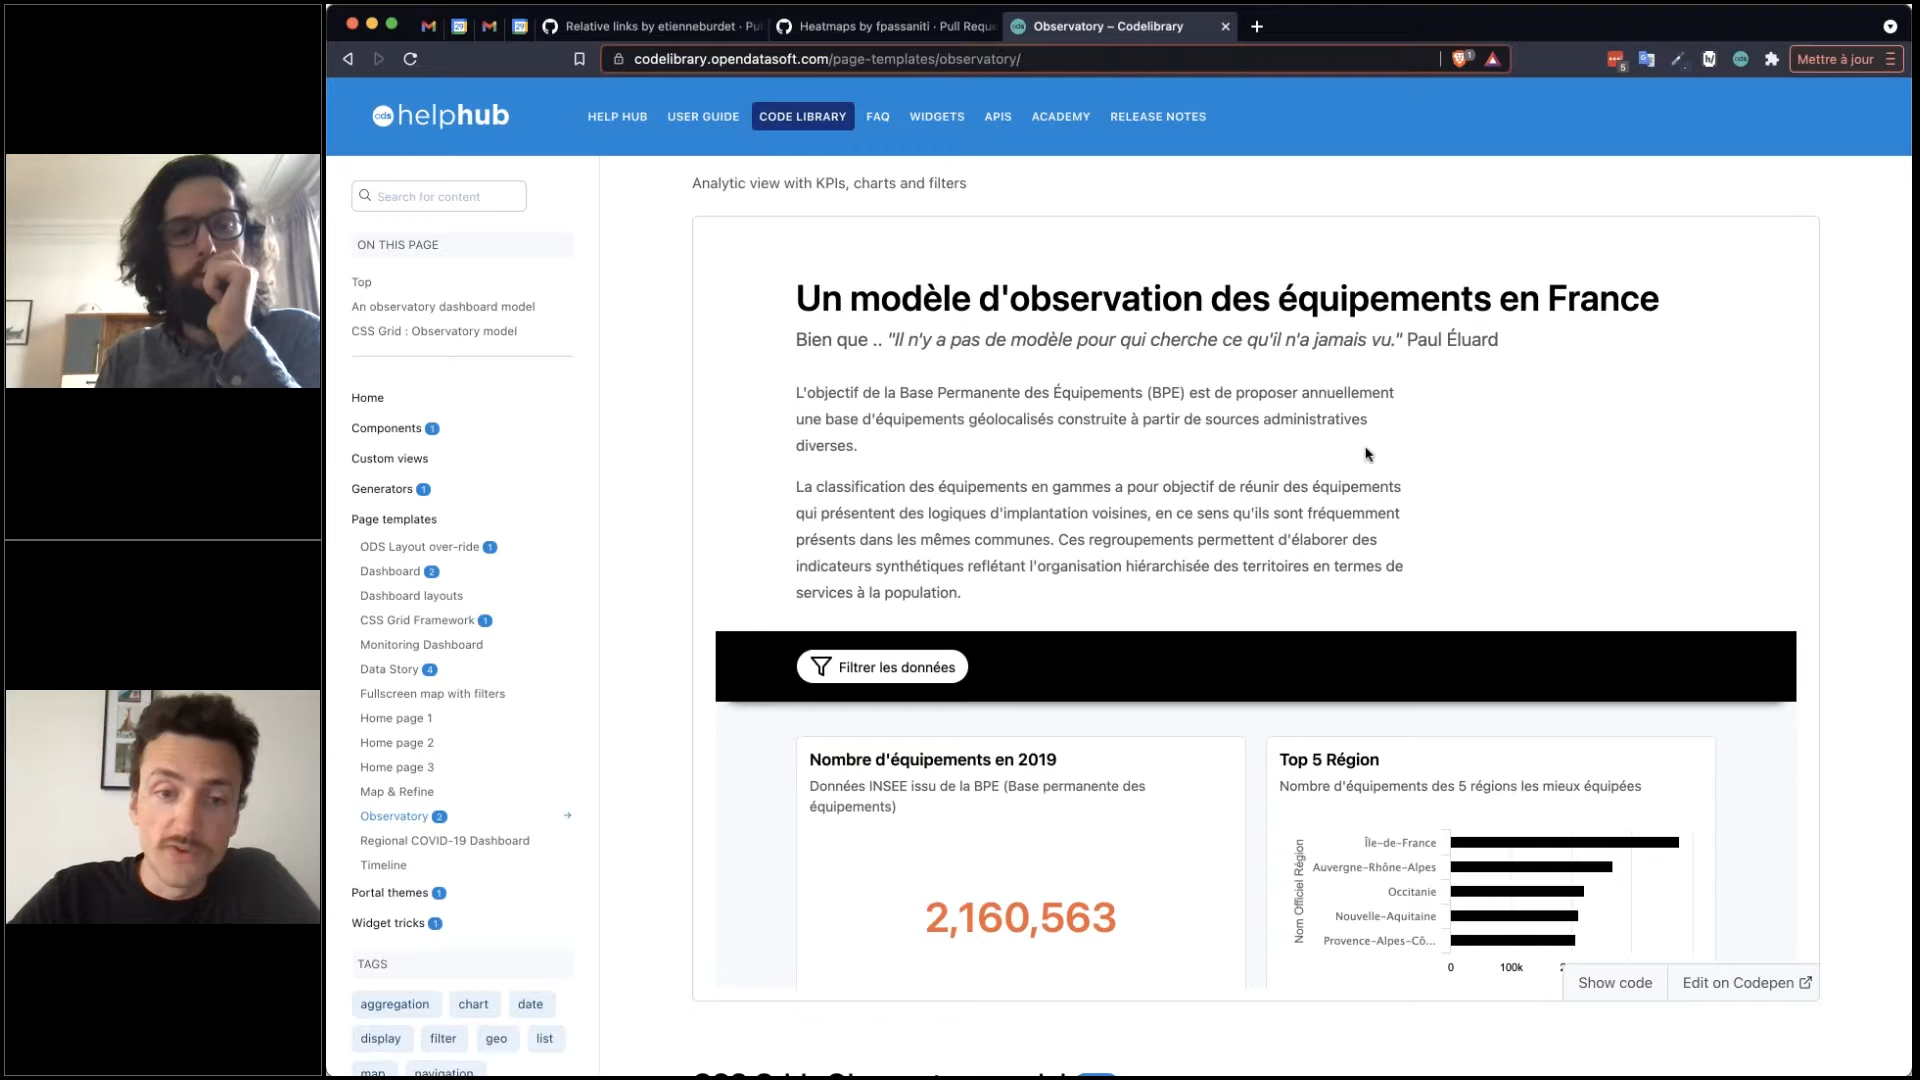 Relative links by etienneburdet · Pu
Heatmaps by fpassaniti · Pull Reque
Observatory – Codelibrary
codelibrary.opendatasoft.com/page-templates/observatory/
Mettre à jour
ods helphub
HELP HUB
USER GUIDE
CODE LIBRARY
FAQ
WIDGETS
APIS
ACADEMY
RELEASE NOTES
Search for content
ON THIS PAGE
Top
An observatory dashboard model
CSS Grid : Observatory model
Home
Components 1
Custom views
Generators 1
Page templates
ODS Layout over-ride 1
Dashboard 2
Dashboard layouts
CSS Grid Framework 1
Monitoring Dashboard
Data Story 4
Fullscreen map with filters
Home page 1
Home page 2
Home page 3
Map & Refine
Observatory 2
Regional COVID-19 Dashboard
Timeline
Portal themes 1
Widget tricks 1
TAGS
aggregation chart date
display filter geo list
map navigation
Analytic view with KPIs, charts and filters
Un modèle d'observation des équipements en France
Bien que .. "Il n'y a pas de modèle pour qui cherche ce qu'il n'a jamais vu." Paul Éluard
L'objectif de la Base Permanente des Équipements (BPE) est de proposer annuellement
une base d'équipements géolocalisés construite à partir de sources administratives
diverses.
La classification des équipements en gammes a pour objectif de réunir des équipements
qui présentent des logiques d'implantation voisines, en ce sens qu'ils sont fréquemment
présents dans les mêmes communes. Ces regroupements permettent d'élaborer des
indicateurs synthétiques reflétant l'organisation hiérarchisée des territoires en termes de
services à la population.
Filtrer les données
Nombre d'équipements en 2019
Données INSEE issu de la BPE (Base permanente des
équipements)
2,160,563
Top 5 Région
Nombre d'équipements des 5 régions les mieux équipées
Nom Officiel Région
Île-de-France
Auvergne-Rhône-Alpes
Occitanie
Nouvelle-Aquitaine
Provence-Alpes-Cô...
0 100k
Show code
Edit on Codepen